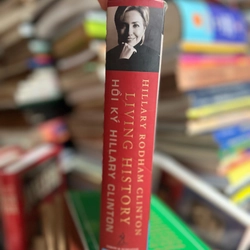 HILLARY RODHAM CLINTON
LIVING HISTORY
HỒI KÝ HILLARY CLINTON